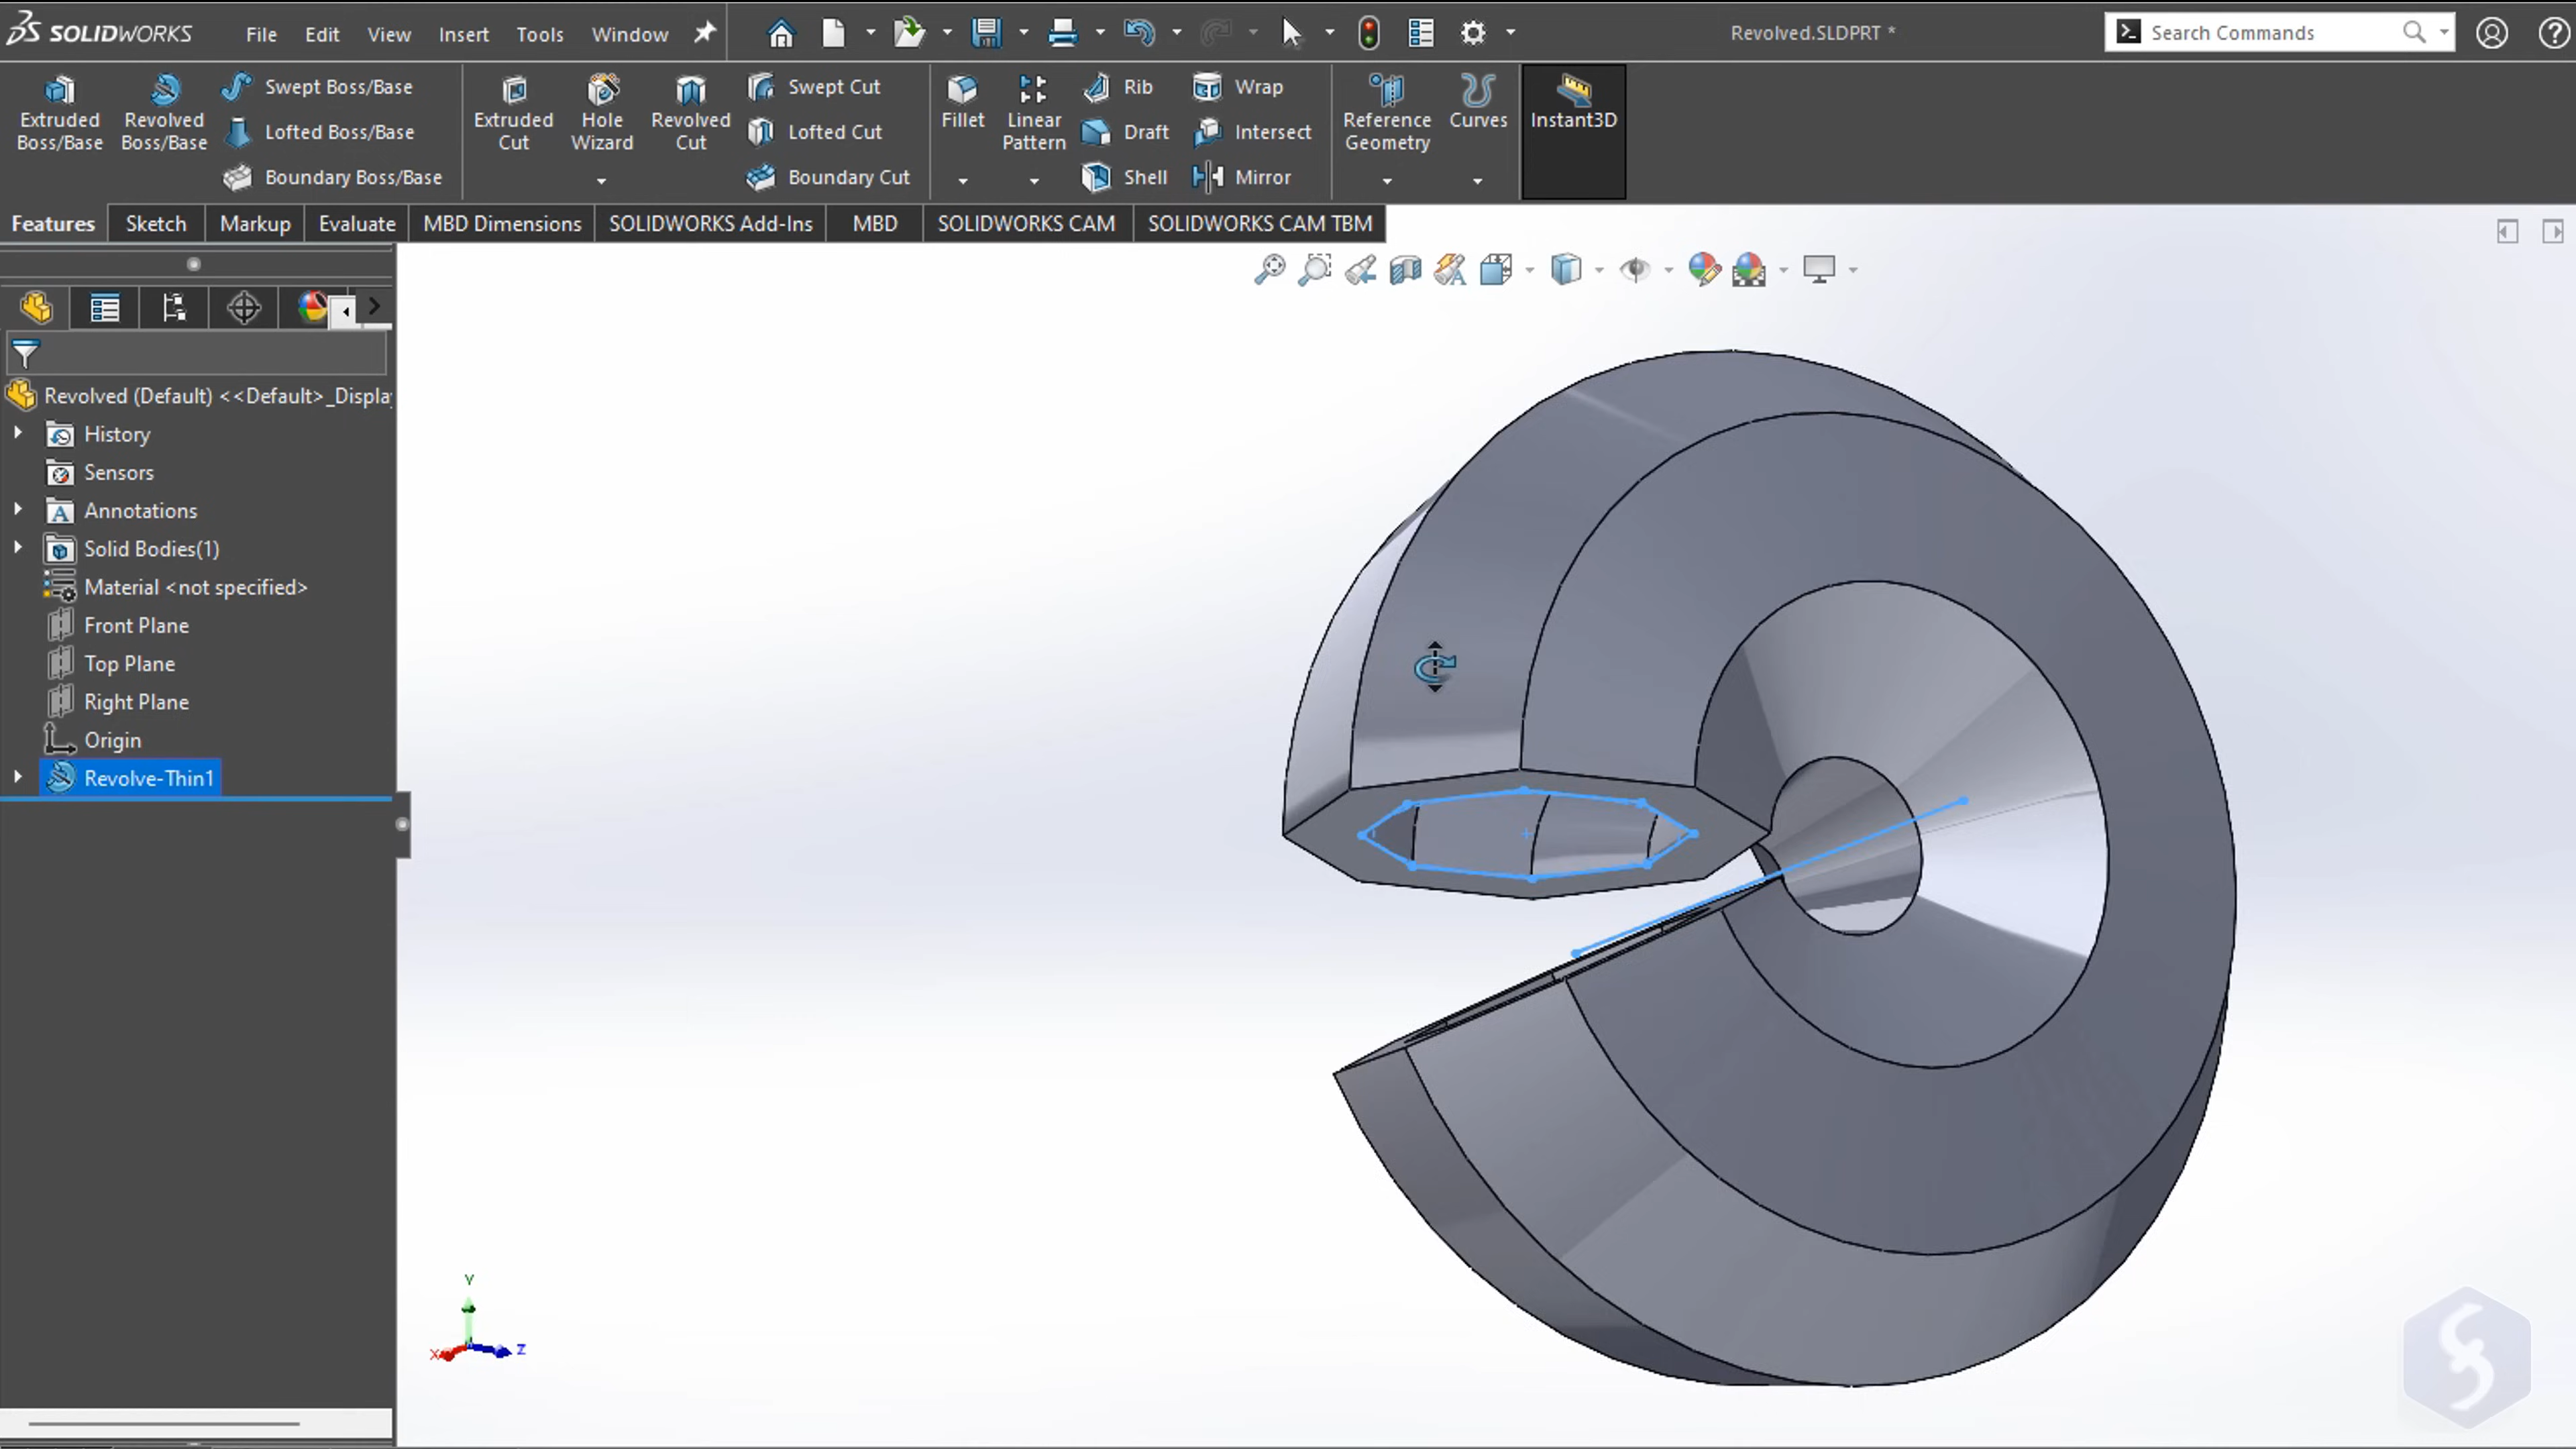 SOLIDWORKS File Edit View Insert Tools Window Revolved.SLDPRT * Search Commands
Extruded Boss/Base
Revolved Boss/Base
Swept Boss/Base
Lofted Boss/Base
Boundary Boss/Base
Extruded Cut
Hole Wizard
Revolved Cut
Swept Cut
Lofted Cut
Boundary Cut
Fillet
Linear Pattern
Rib
Draft
Shell
Wrap
Intersect
Mirror
Reference Geometry
Curves
Instant3D
Features Sketch Markup Evaluate MBD Dimensions SOLIDWORKS Add-Ins MBD SOLIDWORKS CAM SOLIDWORKS CAM TBM
Revolved (Default) <<Default>_Displa
History
Sensors
Annotations
Solid Bodies(1)
Material <not specified>
Front Plane
Top Plane
Right Plane
Origin
Revolve-Thin1
Y
X Z